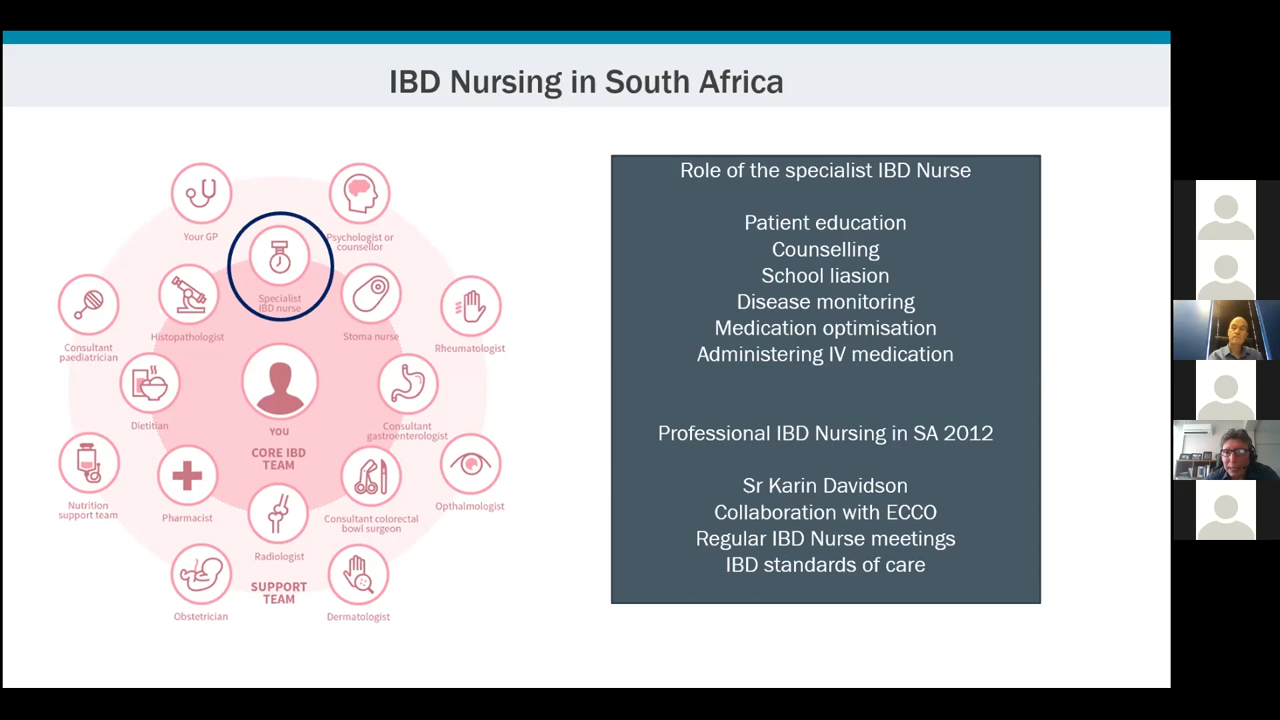 IBD Nursing in South Africa
Your GP
Psychologist or
counsellor
Specialist
IBD nurse
Histopathologist
Stoma nurse
Consultant
paediatrician
Rheumatologist
Dietitian
Consultant
gastroenterologist
YOU
CORE IBD
TEAM
Nutrition
support team
Pharmacist
Consultant colorectal
bowel surgeon
Opthalmologist
Radiologist
SUPPORT
TEAM
Obstetrician
Dermatologist
Role of the specialist IBD Nurse
Patient education
Counselling
School liasion
Disease monitoring
Medication optimisation
Administering IV medication
Professional IBD Nursing in SA 2012
Sr Karin Davidson
Collaboration with ECCO
Regular IBD Nurse meetings
IBD standards of care